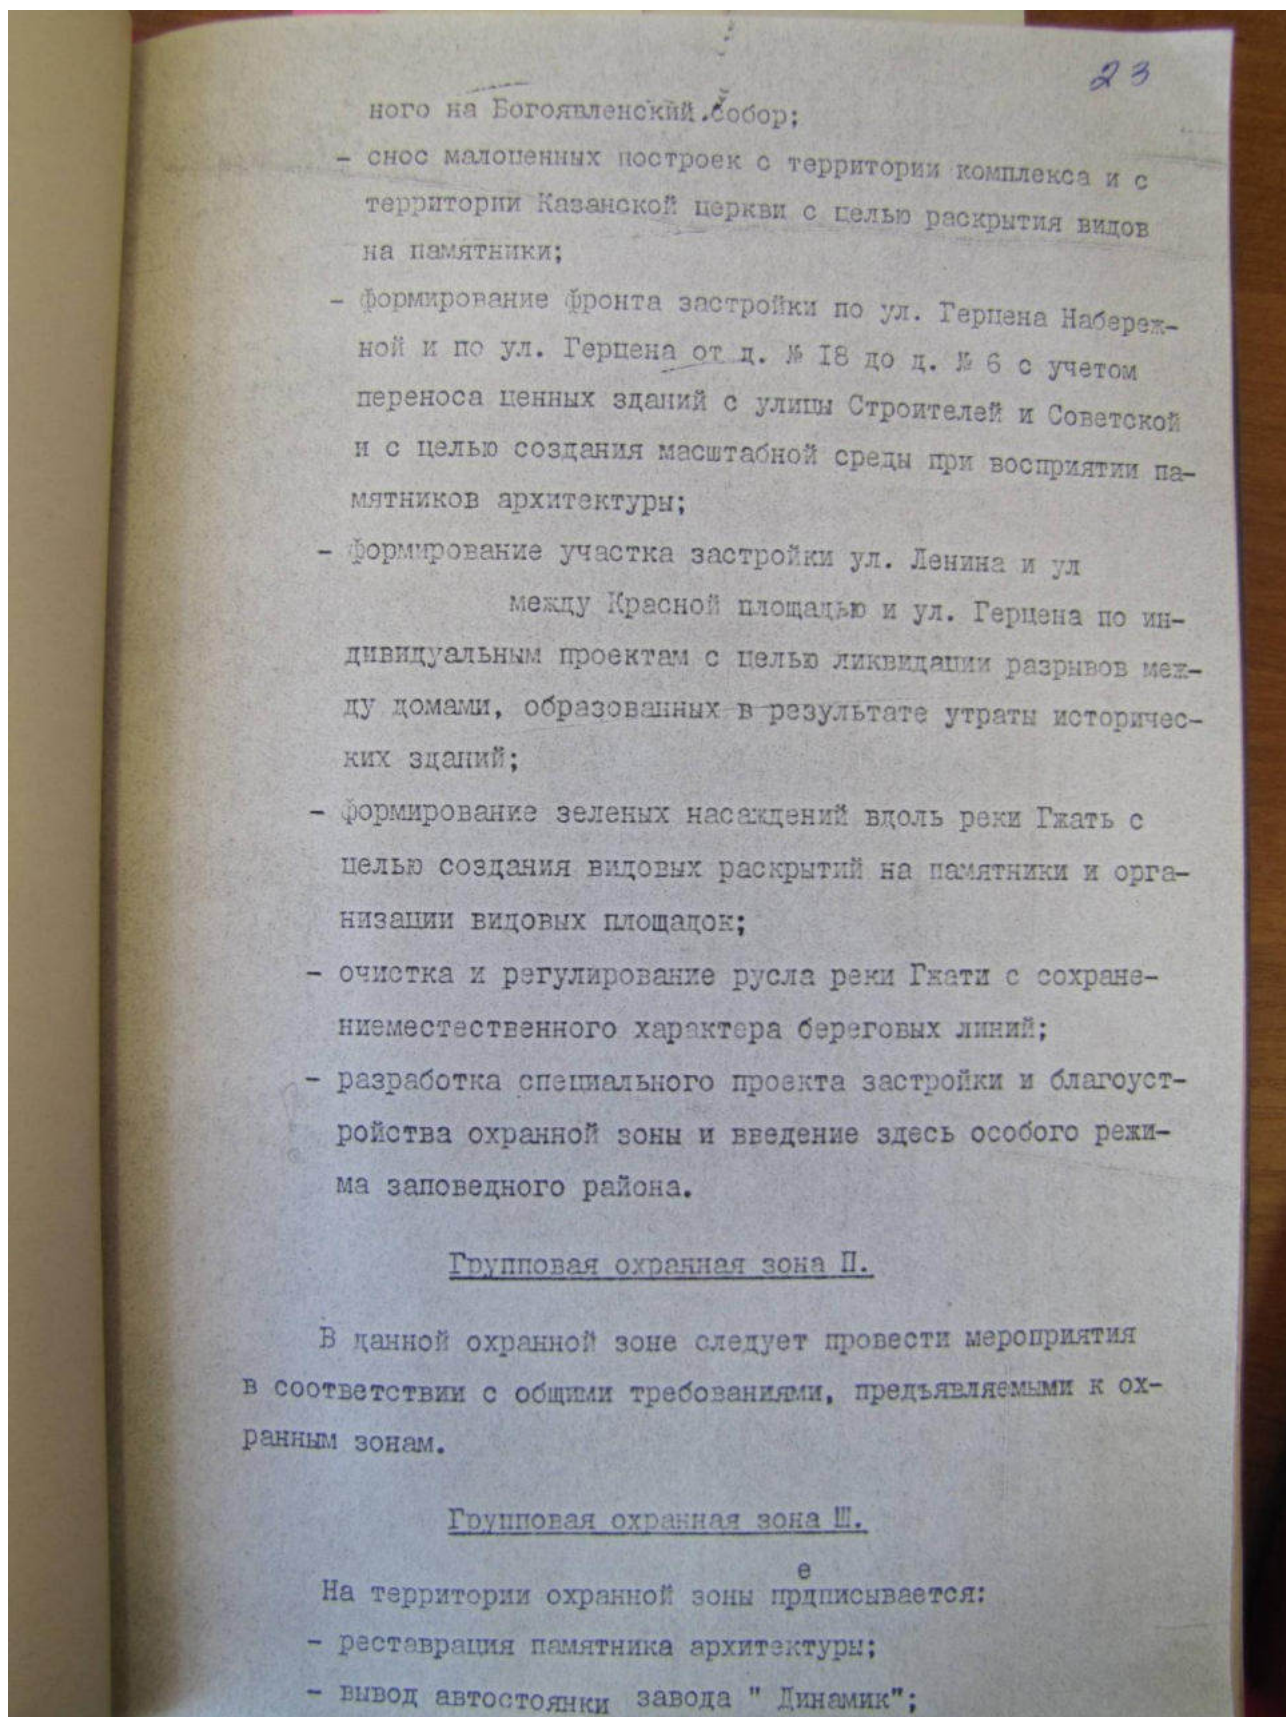 23
ного на Богоявленский собор;
- снос малоценных построек с территории комплекса и с
территории Казанской церкви с целью раскрытия видов
на памятники;
- формирование фронта застройки по ул. Герцена Набереж-
ной и по ул. Герцена от д. № 18 до д. № 6 с учетом
переноса ценных зданий с улицы Строителей и Советской
и с целью создания масштабной среды при восприятии па-
мятников архитектуры;
- формирование участка застройки ул. Ленина и ул
между Красной площадью и ул. Герцена по ин-
дивидуальным проектам с целью ликвидации разрывов меж-
ду домами, образованных в результате утраты историчес-
ких зданий;
- формирование зеленых насаждений вдоль реки Гжать с
целью создания видовых раскрытий на памятники и орга-
низации видовых площадок;
- очистка и регулирование русла реки Гжати с сохране-
ниеместественного характера береговых линий;
- разработка специального проекта застройки и благоуст-
ройства охранной зоны и введение здесь особого режи-
ма заповедного района.
Групповая охранная зона П.
В данной охранной зоне следует провести мероприятия
в соответствии с общими требованиями, предъявляемыми к ох-
ранным зонам.
Групповая охранная зона Ш.
На территории охранной зоны предписывается:
- реставрация памятника архитектуры;
- вывод автостоянки завода " Динамик";